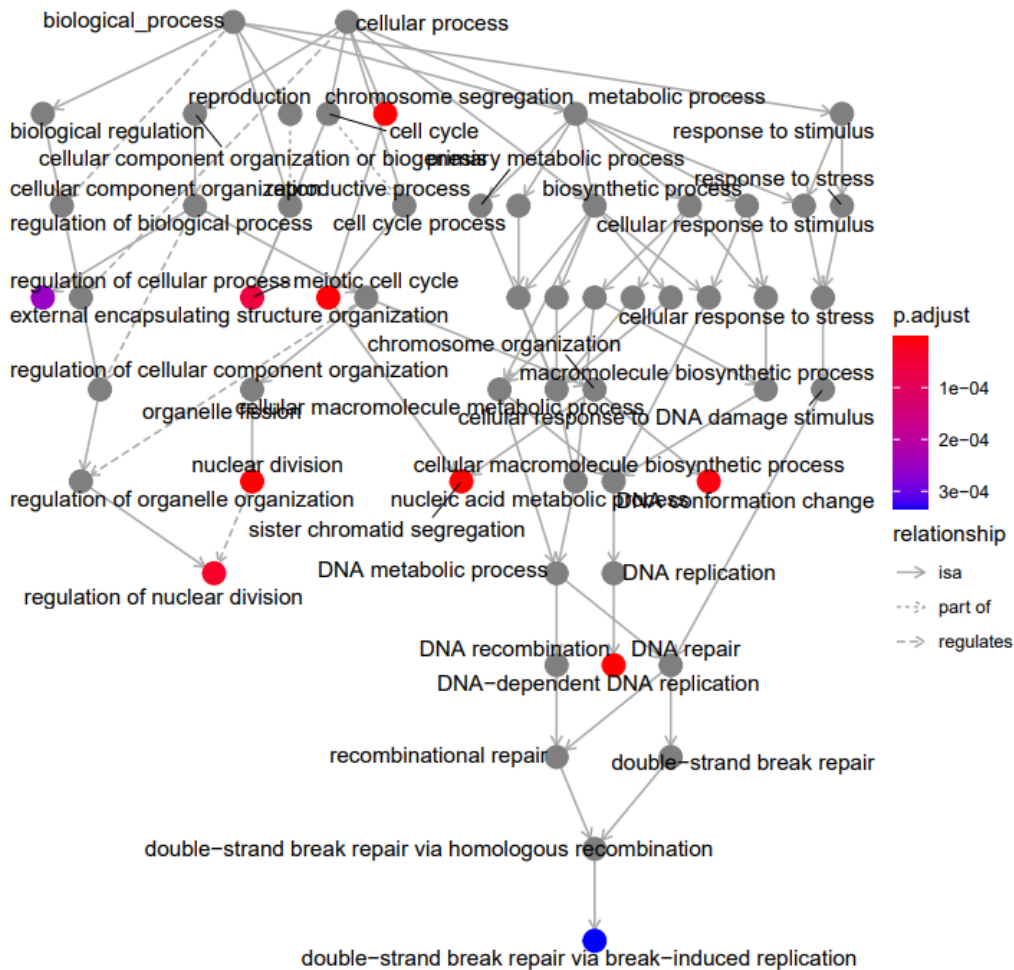 biological_process
cellular process
reproduction
chromosome segregation
metabolic process
biological regulation
cell cycle
response to stimulus
cellular component organization or biogenesis
primary metabolic process
response to stress
cellular component organization
reproductive process
biosynthetic process
regulation of biological process
cell cycle process
cellular response to stimulus
regulation of cellular process
meiotic cell cycle
external encapsulating structure organization
cellular response to stress
p.adjust
chromosome organization
regulation of cellular component organization
macromolecule biosynthetic process
1e−04
organelle fission
cellular macromolecule metabolic process
cellular response to DNA damage stimulus
2e−04
nuclear division
cellular macromolecule biosynthetic process
regulation of organelle organization
nucleic acid metabolic process
DNA conformation change
3e−04
sister chromatid segregation
relationship
DNA metabolic process
DNA replication
isa
regulation of nuclear division
part of
DNA recombination
DNA repair
regulates
DNA−dependent DNA replication
recombinational repair
double−strand break repair
double−strand break repair via homologous recombination
double−strand break repair via break−induced replication